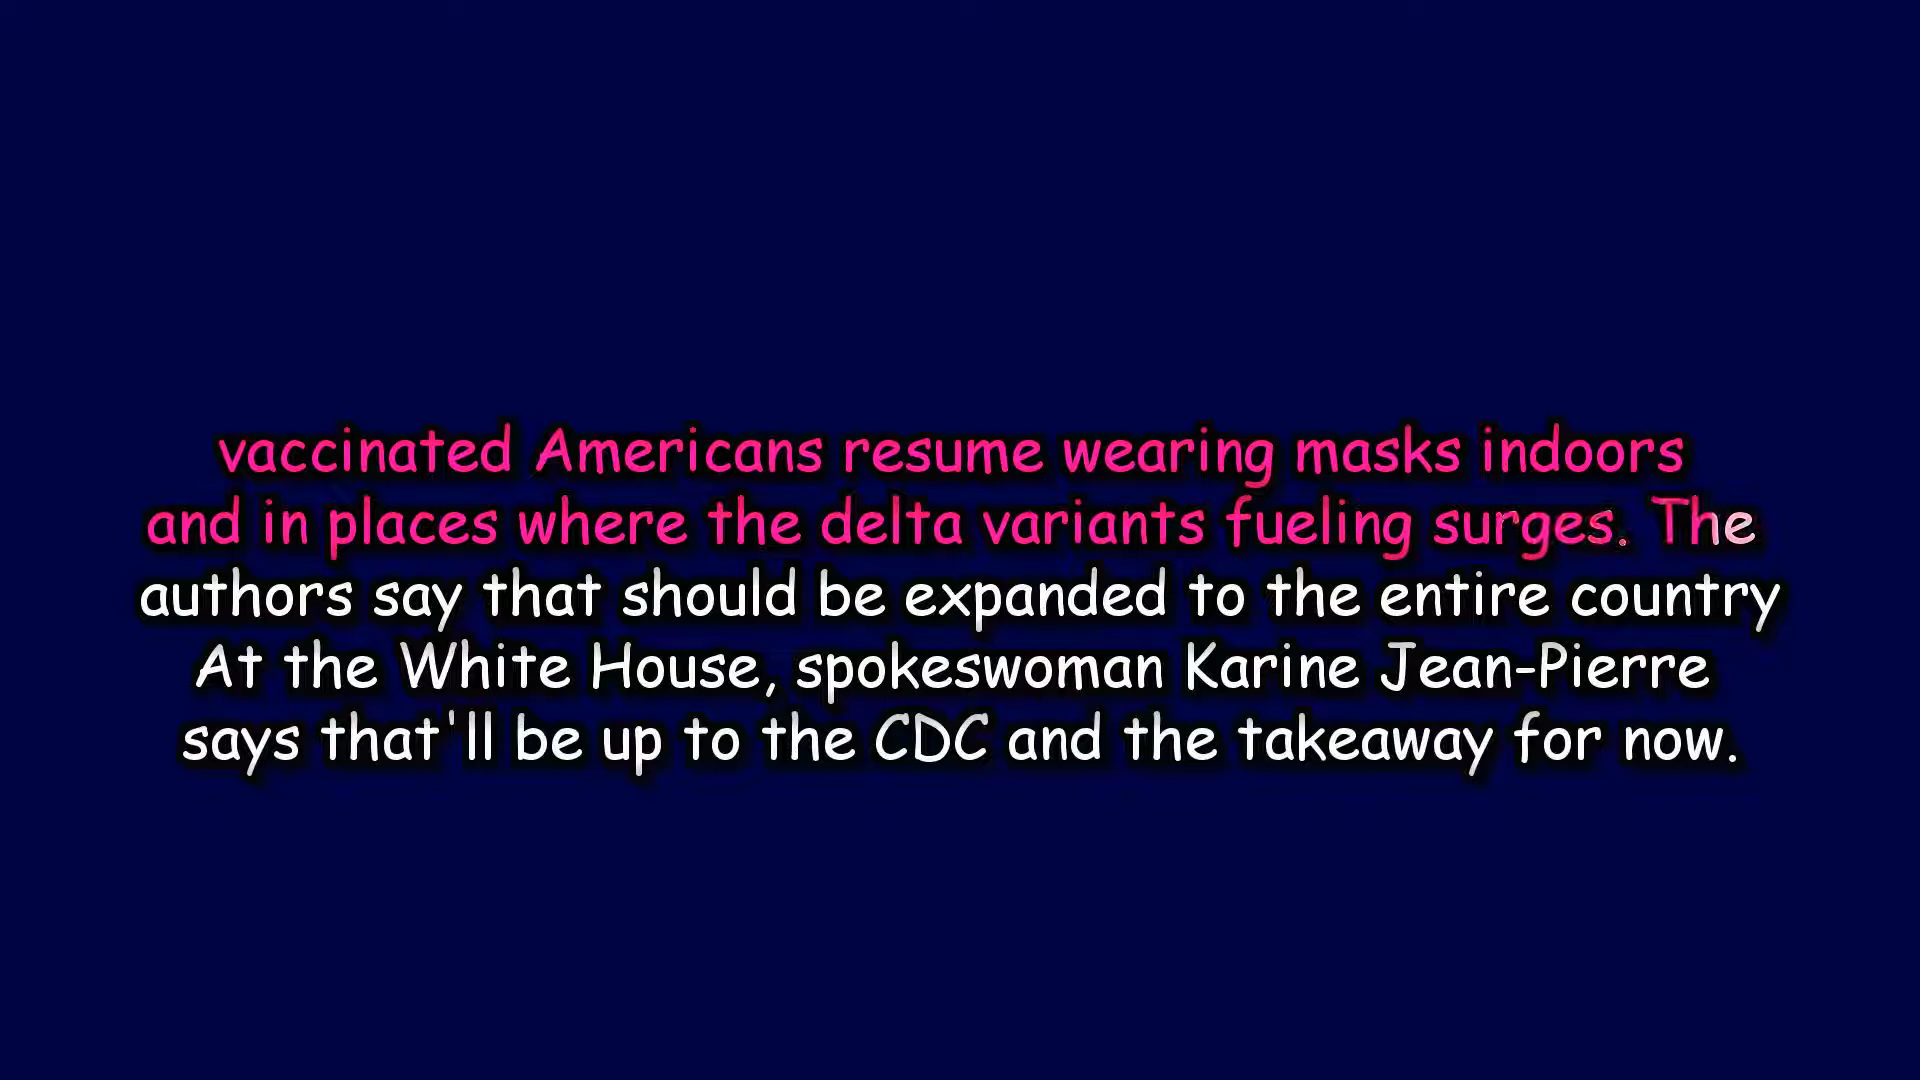 vaccinated Americans resume wearing masks indoors
and in places where the delta variants fueling surges. The
authors say that should be expanded to the entire country
At the White House, spokeswoman Karine Jean-Pierre
says that'll be up to the CDC and the takeaway for now.